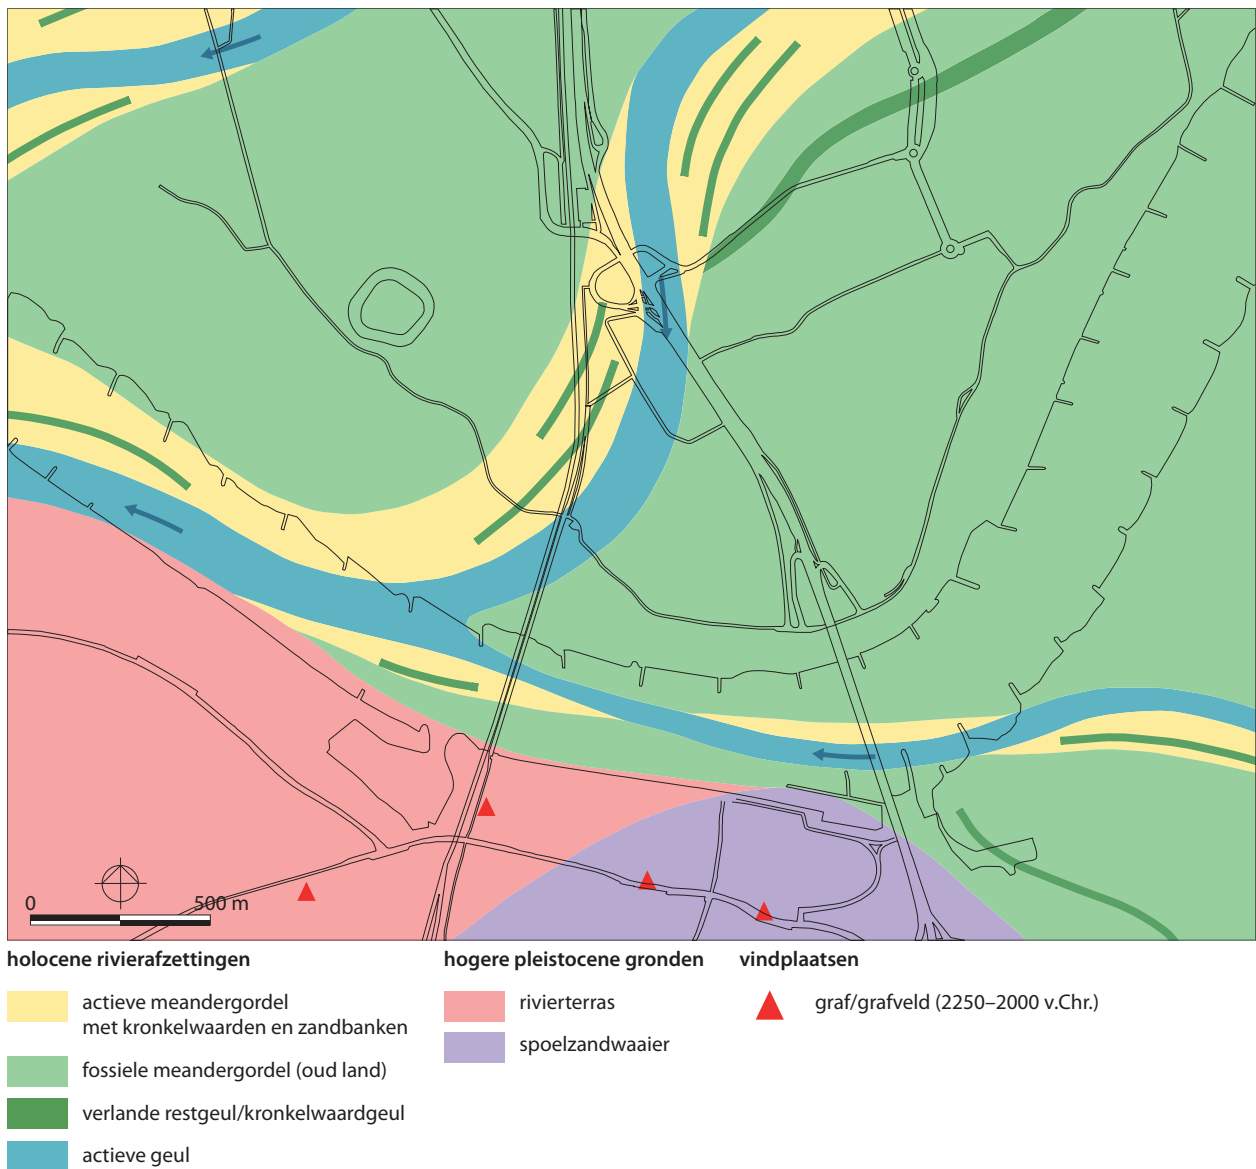 0
500 m
holocene rivierafzettingen
actieve meandergordel
met kronkelwaarden en zandbanken
fossiele meandergordel (oud land)
verlande restgeul/kronkelwaardgeul
actieve geul
hogere pleistocene gronden
rivierterras
spoelzandwaaier
vindplaatsen
graf/grafveld (2250–2000 v.Chr.)